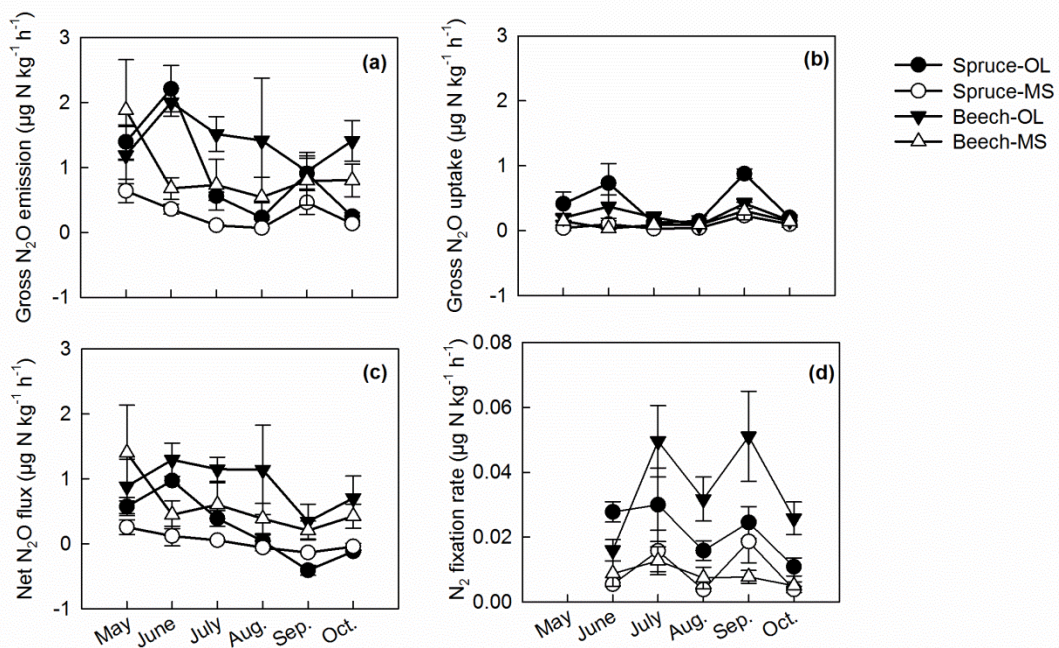 3
2
1
0
-1
Gross N₂O emission (µg N kg⁻¹ h⁻¹)
(a)
3
2
1
0
-1
Gross N₂O uptake (µg N kg⁻¹ h⁻¹)
(b)
Spruce-OL
Spruce-MS
Beech-OL
Beech-MS
3
2
1
0
-1
Net N₂O flux (µg N kg⁻¹ h⁻¹)
(c)
May
June
July
Aug.
Sep.
Oct.
0.08
0.06
0.04
0.02
0.00
N₂ fixation rate (µg N kg⁻¹ h⁻¹)
(d)
May
June
July
Aug.
Sep.
Oct.